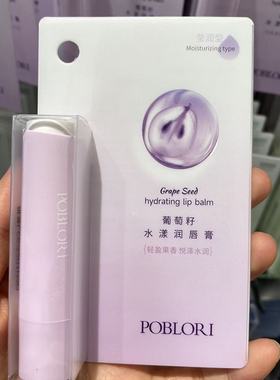 莹润型
Moisturizing type
Grape Seed
hydrating lip balm
葡萄籽
水漾润唇膏
{轻盈果香 悦泽水润}
POBLORI
POBLORI